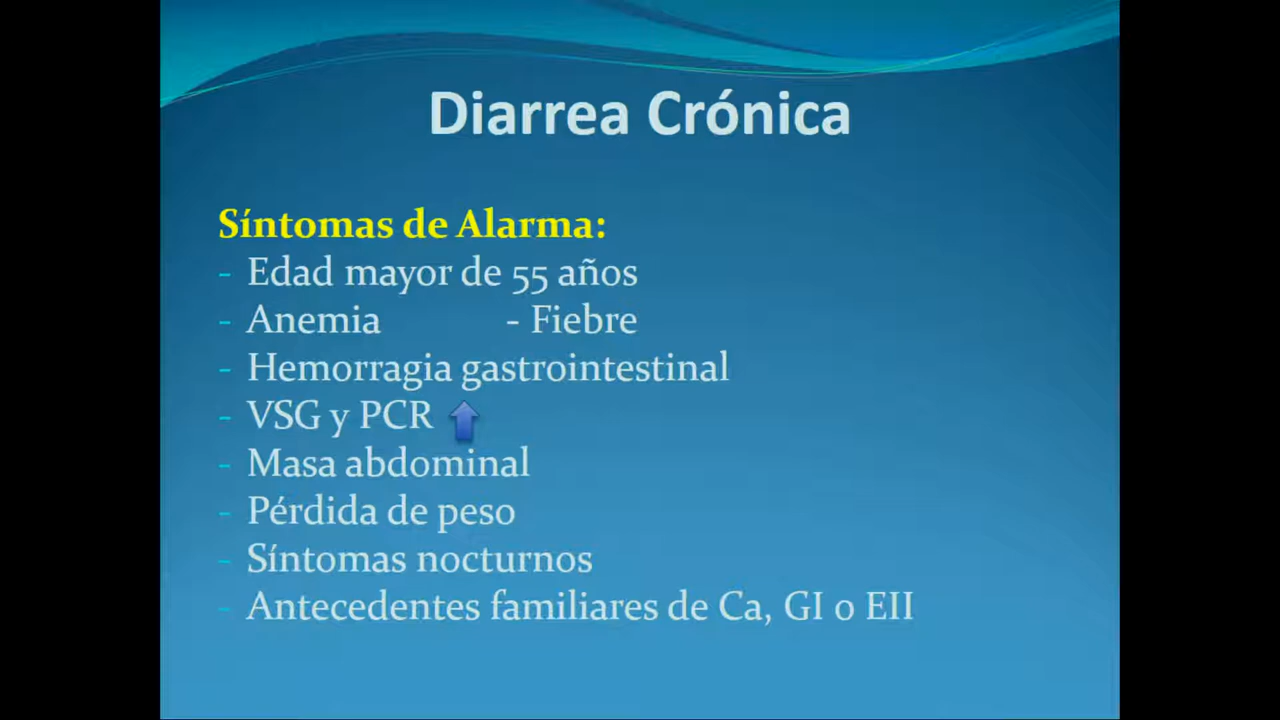 Diarrea Crónica
Síntomas de Alarma:
- Edad mayor de 55 años
- Anemia - Fiebre
- Hemorragia gastrointestinal
- VSG y PCR
- Masa abdominal
- Pérdida de peso
- Síntomas nocturnos
- Antecedentes familiares de Ca, GI o EII